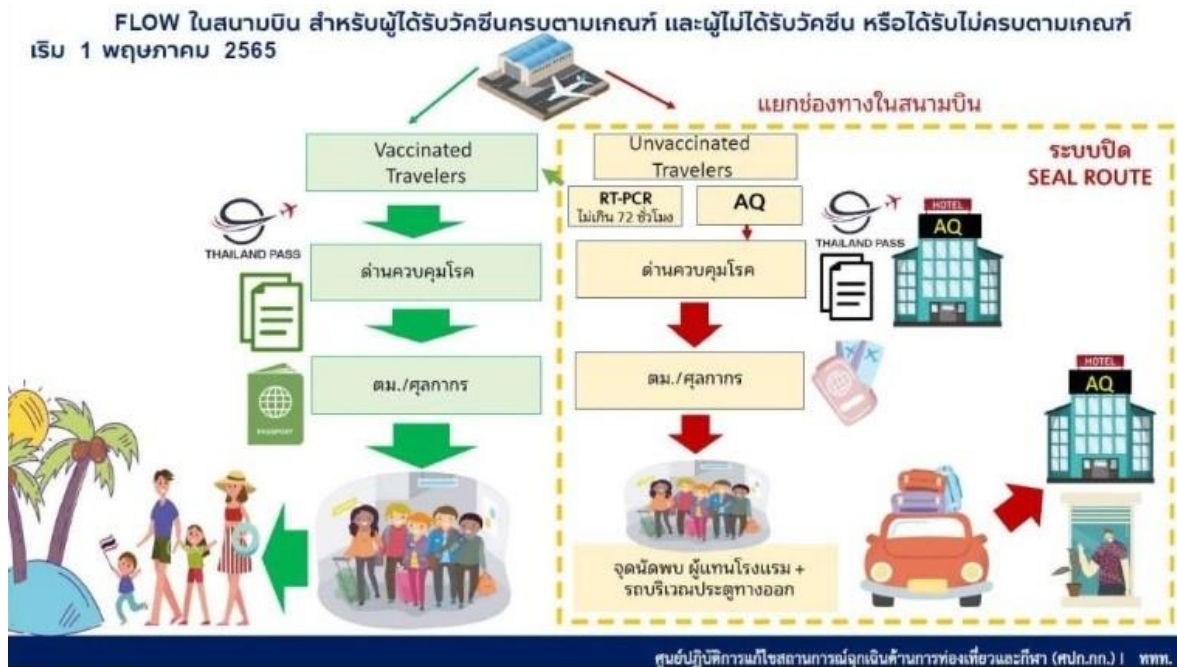 FLOW ในสนามบิน สำหรับผู้ได้รับวัคซีนครบตามเกณฑ์ และผู้ไม่ได้รับวัคซีน หรือได้รับไม่ครบตามเกณฑ์
เริ่ม 1 พฤษภาคม 2565
แยกช่องทางในสนามบิน
Vaccinated
Travelers
THAILAND PASS
ด่านควบคุมโรค
ตม./ศุลกากร
PASSPORT
Unvaccinated
Travelers
RT-PCR
ไม่เกิน 72 ชั่วโมง
AQ
ระบบปิด
SEAL ROUTE
THAILAND PASS
HOTEL
AQ
ด่านควบคุมโรค
ตม./ศุลกากร
HOTEL
AQ
จุดนัดพบ ผู้แทนโรงแรม +
รถบริเวณประตูทางออก
ศูนย์ปฏิบัติการแก้ไขสถานการณ์ฉุกเฉินด้านการท่องเที่ยวและกีฬา (ศปก.กก.) | ททท.